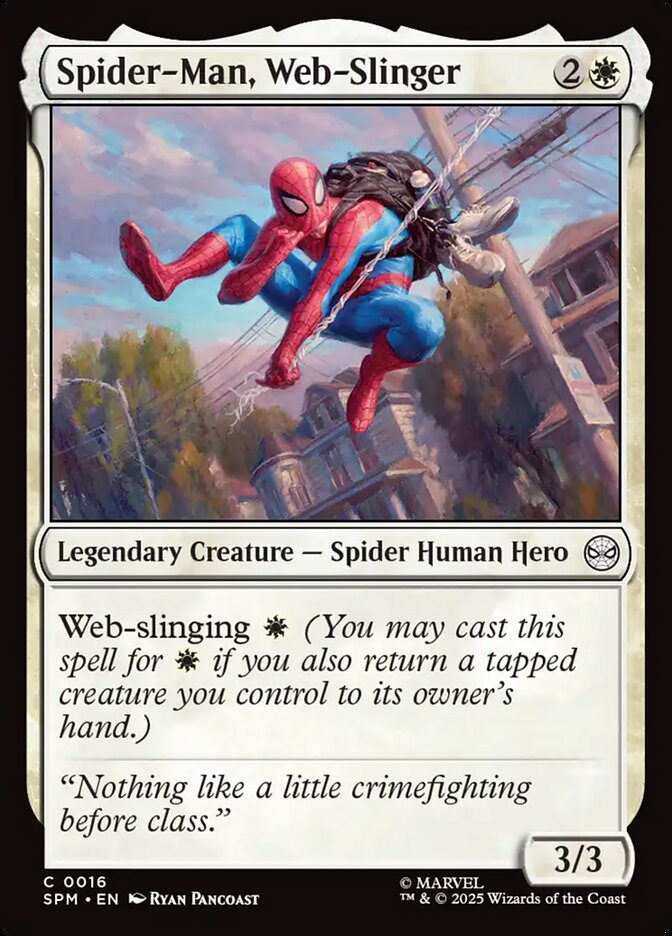 Spider-Man, Web-Slinger 2
Legendary Creature — Spider Human Hero
Web-slinging (You may cast this
spell for if you also return a tapped
creature you control to its owner's
hand.)
“Nothing like a little crimefighting
before class.”
3/3
C 0016
SPM • EN Ryan Pancoast
© MARVEL
™ & © 2025 Wizards of the Coast